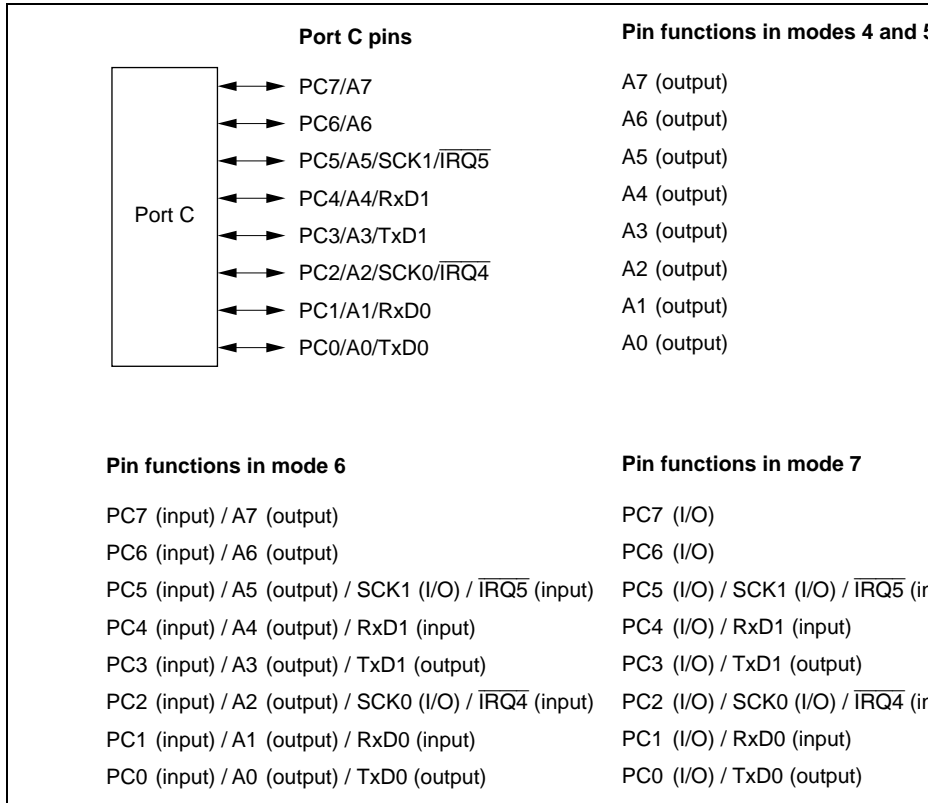 Port C pins
Port C
PC7/A7
PC6/A6
PC5/A5/SCK1/IRQ5
PC4/A4/RxD1
PC3/A3/TxD1
PC2/A2/SCK0/IRQ4
PC1/A1/RxD0
PC0/A0/TxD0
Pin functions in modes 4 and 5
A7 (output)
A6 (output)
A5 (output)
A4 (output)
A3 (output)
A2 (output)
A1 (output)
A0 (output)
Pin functions in mode 6
PC7 (input) / A7 (output)
PC6 (input) / A6 (output)
PC5 (input) / A5 (output) / SCK1 (I/O) / IRQ5 (input)
PC4 (input) / A4 (output) / RxD1 (input)
PC3 (input) / A3 (output) / TxD1 (output)
PC2 (input) / A2 (output) / SCK0 (I/O) / IRQ4 (input)
PC1 (input) / A1 (output) / RxD0 (input)
PC0 (input) / A0 (output) / TxD0 (output)
Pin functions in mode 7
PC7 (I/O)
PC6 (I/O)
PC5 (I/O) / SCK1 (I/O) / IRQ5
PC4 (I/O) / RxD1 (input)
PC3 (I/O) / TxD1 (output)
PC2 (I/O) / SCK0 (I/O) / IRQ4
PC1 (I/O) / RxD0 (input)
PC0 (I/O) / TxD0 (output)